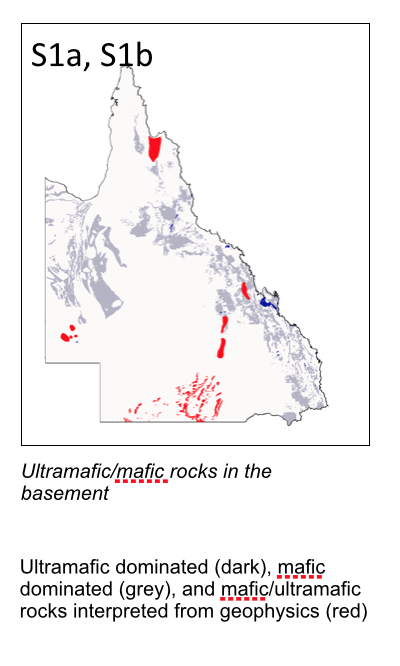 S1a, S1b
Ultramafic/mafic rocks in the
basement
Ultramafic dominated (dark), mafic
dominated (grey), and mafic/ultramafic
rocks interpreted from geophysics (red)